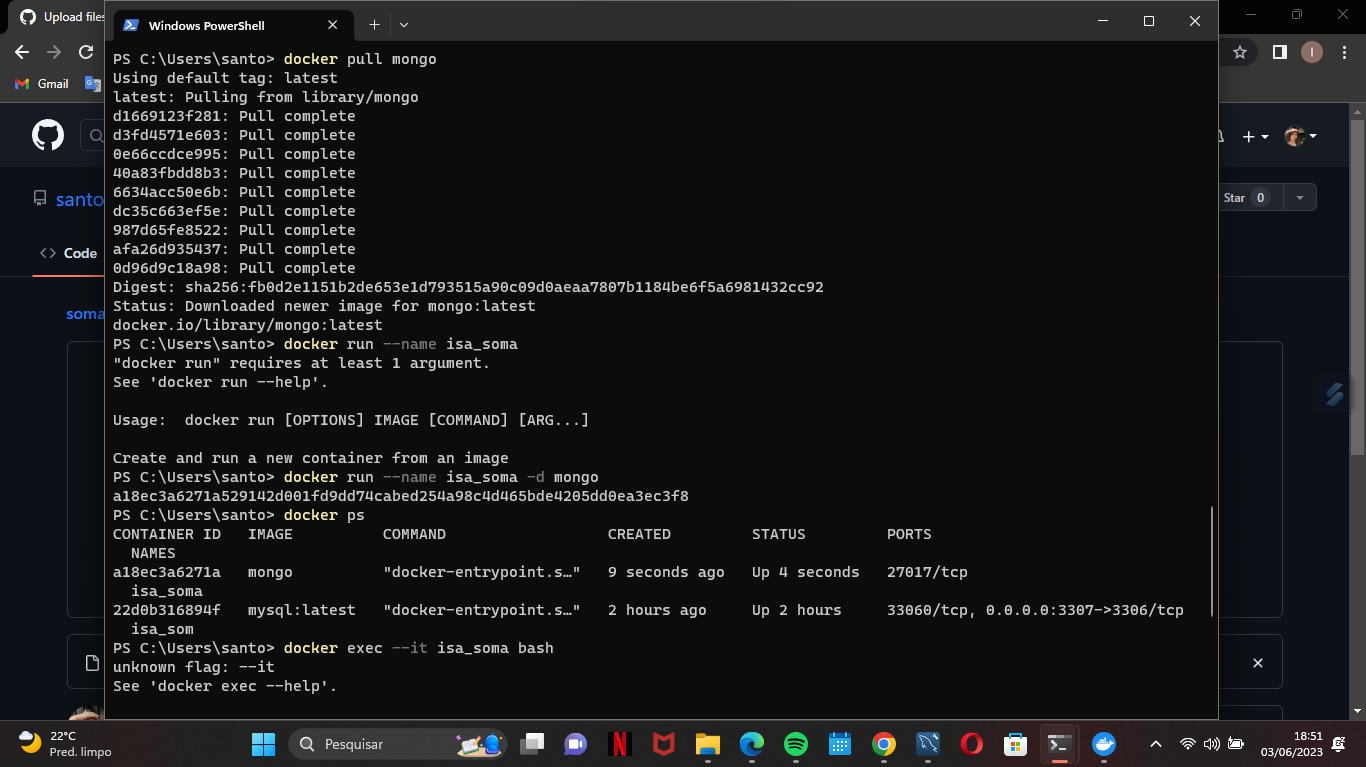 Upload files
Windows PowerShell
Gmail
santo
Star 0
Code
soma
PS C:\Users\santo> docker pull mongo
Using default tag: latest
latest: Pulling from library/mongo
d1669123f281: Pull complete
d3fd4571e603: Pull complete
0e66ccdce995: Pull complete
40a83fbdd8b3: Pull complete
6634acc50e6b: Pull complete
dc35c663ef5e: Pull complete
987d65fe8522: Pull complete
afa26d935437: Pull complete
0d96d9c18a98: Pull complete
Digest: sha256:fb0d2e1151b2de653e1d793515a90c09d0aeaa7807b1184be6f5a6981432cc92
Status: Downloaded newer image for mongo:latest
docker.io/library/mongo:latest
PS C:\Users\santo> docker run --name isa_soma
"docker run" requires at least 1 argument.
See 'docker run --help'.
Usage:  docker run [OPTIONS] IMAGE [COMMAND] [ARG...]
Create and run a new container from an image
PS C:\Users\santo> docker run --name isa_soma -d mongo
a18ec3a6271a529142d001fd9dd74cabed254a98c4d465bde4205dd0ea3ec3f8
PS C:\Users\santo> docker ps
CONTAINER ID   IMAGE          COMMAND                  CREATED         STATUS         PORTS
  NAMES
a18ec3a6271a   mongo          "docker-entrypoint.s…"   9 seconds ago   Up 4 seconds   27017/tcp
  isa_soma
22d0b316894f   mysql:latest   "docker-entrypoint.s…"   2 hours ago     Up 2 hours     33060/tcp, 0.0.0.0:3307->3306/tcp
  isa_som
PS C:\Users\santo> docker exec --it isa_soma bash
unknown flag: --it
See 'docker exec --help'.
22°C
Pred. limpo
Pesquisar
18:51
03/06/2023